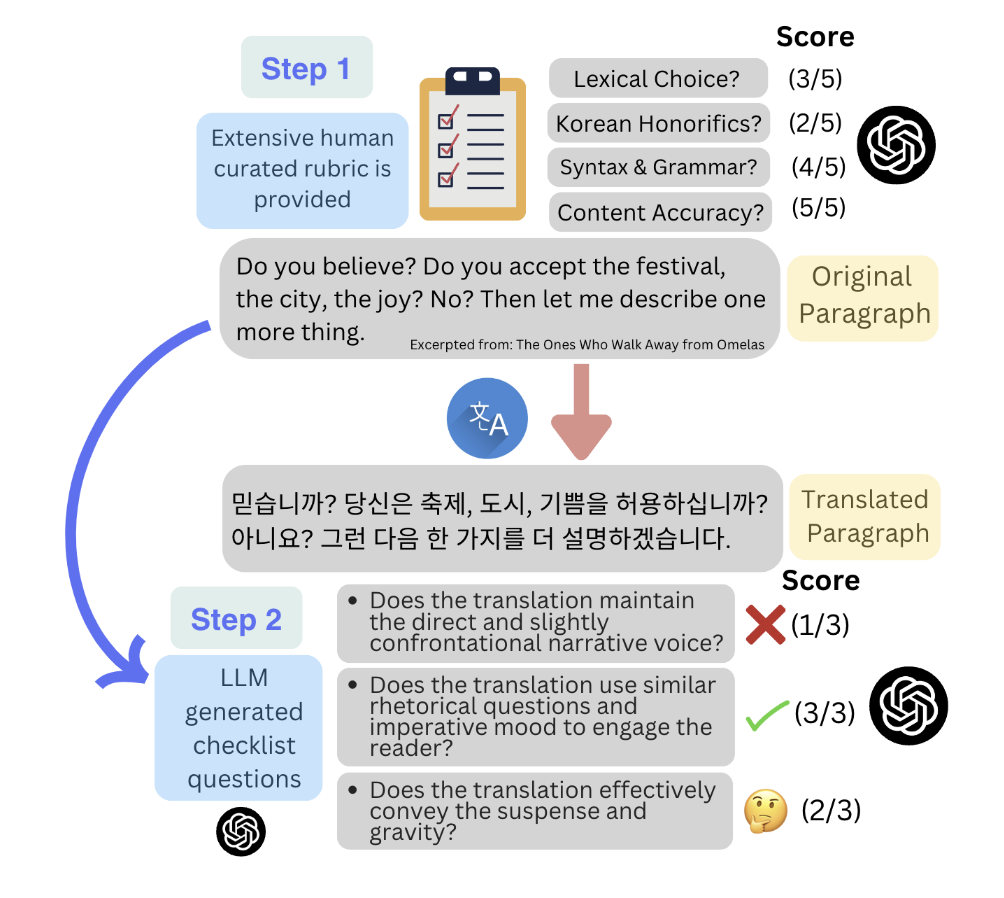 Step 1
Extensive human
curated rubric is
provided
Score
Lexical Choice?
(3/5)
Korean Honorifics?
(2/5)
Syntax & Grammar?
(4/5)
Content Accuracy?
(5/5)
Do you believe? Do you accept the festival,
the city, the joy? No? Then let me describe one
more thing.
Excerpted from: The Ones Who Walk Away from Omelas
Original
Paragraph
文A
믿습니까? 당신은 축제, 도시, 기쁨을 허용하십니까?
아니요? 그런 다음 한 가지를 더 설명하겠습니다.
Translated
Paragraph
Step 2
LLM
generated
checklist
questions
Score
• Does the translation maintain
the direct and slightly
confrontational narrative voice?
(1/3)
• Does the translation use similar
rhetorical questions and
imperative mood to engage the
reader?
(3/3)
• Does the translation effectively
convey the suspense and
gravity?
(2/3)